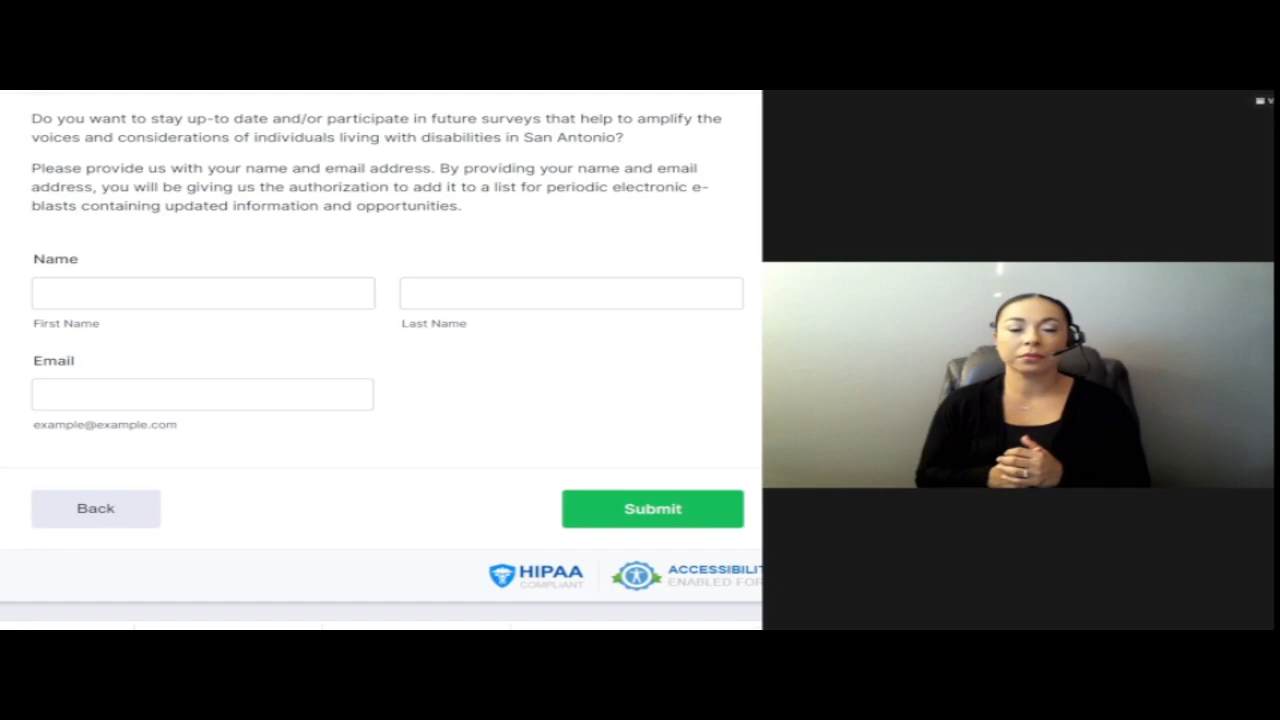 Do you want to stay up-to date and/or participate in future surveys that help to amplify the
voices and considerations of individuals living with disabilities in San Antonio?
Please provide us with your name and email address. By providing your name and email
address, you will be giving us the authorization to add it to a list for periodic electronic e-
blasts containing updated information and opportunities.
Name
First Name
Last Name
Email
example@example.com
Back
Submit
HIPAA
COMPLIANT
ENABLED FOR